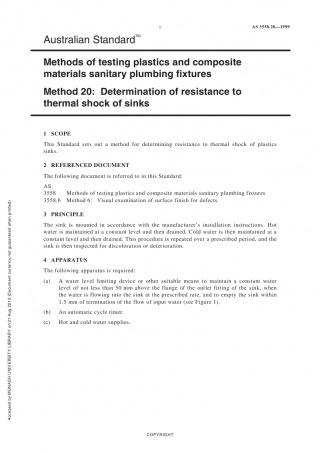 1
AS 3558.20—1999
Australian Standard™
Methods of testing plastics and composite
materials sanitary plumbing fixtures
Method 20: Determination of resistance to
thermal shock of sinks
1 SCOPE
This Standard sets out a method for determining resistance to thermal shock of plastics
sinks.
2 REFERENCED DOCUMENT
The following document is referred to in this Standard:
AS
3558 Methods of testing plastics and composite materials sanitary plumbing fixtures
3558.6 Method 6: Visual examination of surface finish for defects
3 PRINCIPLE
The sink is mounted in accordance with the manufacturer's installation instructions. Hot
water is maintained at a constant level and then drained. Cold water is then maintained at a
constant level and then drained. This procedure is repeated over a prescribed period, and the
sink is then inspected for discoloration or deterioration.
4 APPARATUS
The following apparatus is required:
(a) A water level limiting device or other suitable means to maintain a constant water
level of not less than 50 mm above the flange of the outlet fitting of the sink, when
the water is flowing into the sink at the prescribed rate, and to empty the sink within
1.5 mm of termination of the flow of input water (see Figure 1).
(b) An automatic cycle timer.
(c) Hot and cold water supplies.
Accessed by MONASH UNIVERSITY LIBRARY on 21 Aug 2013 (Document currency not guaranteed when printed)
COPYRIGHT